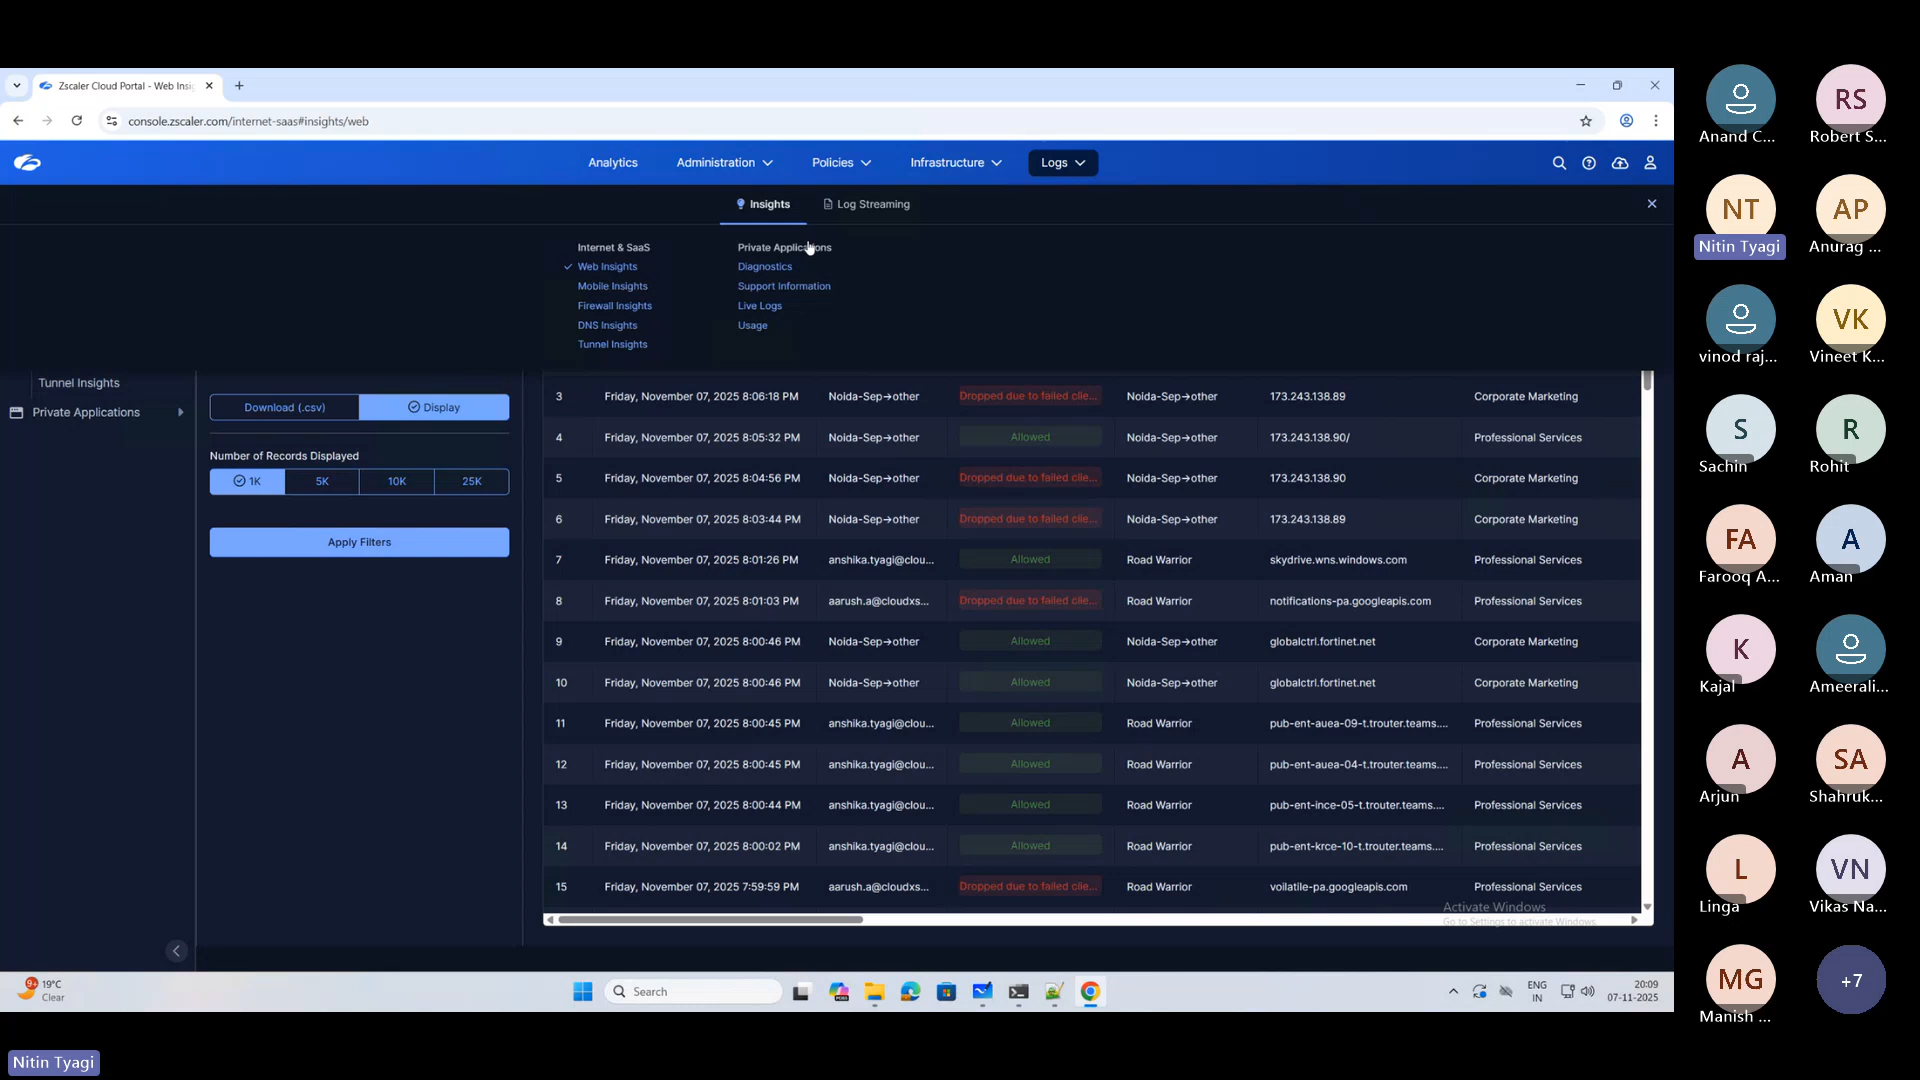 Zscaler Cloud Portal - Web Insi
console.zscaler.com/internet-saas#insights/web
Analytics
Administration
Policies
Infrastructure
Logs
Insights
Log Streaming
Internet & SaaS
Web Insights
Mobile Insights
Firewall Insights
DNS Insights
Tunnel Insights
Private Applications
Diagnostics
Support Information
Live Logs
Usage
Tunnel Insights
Private Applications
Download (.csv)
Display
Number of Records Displayed
1K 5K 10K 25K
Apply Filters
3 Friday, November 07, 2025 8:06:18 PM Noida-Sep→other Dropped due to failed clie... Noida-Sep→other 173.243.138.89 Corporate Marketing
4 Friday, November 07, 2025 8:05:32 PM Noida-Sep→other Allowed Noida-Sep→other 173.243.138.90/ Professional Services
5 Friday, November 07, 2025 8:04:56 PM Noida-Sep→other Dropped due to failed clie... Noida-Sep→other 173.243.138.90 Corporate Marketing
6 Friday, November 07, 2025 8:03:44 PM Noida-Sep→other Dropped due to failed clie... Noida-Sep→other 173.243.138.89 Corporate Marketing
7 Friday, November 07, 2025 8:01:26 PM anshika.tyagi@clou... Allowed Road Warrior skydrive.wns.windows.com Professional Services
8 Friday, November 07, 2025 8:01:03 PM aarush.a@cloudxs... Dropped due to failed clie... Road Warrior notifications-pa.googleapis.com Professional Services
9 Friday, November 07, 2025 8:00:46 PM Noida-Sep→other Allowed Noida-Sep→other globalctrl.fortinet.net Corporate Marketing
10 Friday, November 07, 2025 8:00:46 PM Noida-Sep→other Allowed Noida-Sep→other globalctrl.fortinet.net Corporate Marketing
11 Friday, November 07, 2025 8:00:45 PM anshika.tyagi@clou... Allowed Road Warrior pub-ent-auea-09-t.trouter.teams.... Professional Services
12 Friday, November 07, 2025 8:00:45 PM anshika.tyagi@clou... Allowed Road Warrior pub-ent-auea-04-t.trouter.teams.... Professional Services
13 Friday, November 07, 2025 8:00:44 PM anshika.tyagi@clou... Allowed Road Warrior pub-ent-ince-05-t.trouter.teams.... Professional Services
14 Friday, November 07, 2025 8:00:02 PM anshika.tyagi@clou... Allowed Road Warrior pub-ent-krce-10-t.trouter.teams.... Professional Services
15 Friday, November 07, 2025 7:59:59 PM aarush.a@cloudxs... Dropped due to failed clie... Road Warrior voilatile-pa.googleapis.com Professional Services
Activate Windows
Go to Settings to activate Windows.
9+
19°C
Clear
Search
ENG
IN
20:09
07-11-2025
Anand C...
RS
Robert S...
NT
Nitin Tyagi
AP
Anurag ...
vinod raj...
VK
Vineet K...
S
Sachin
R
Rohit
FA
Farooq A...
A
Aman
K
Kajal
Ameerali...
A
Arjun
SA
Shahruk...
L
Linga
VN
Vikas Na...
MG
Manish ...
+7
Nitin Tyagi